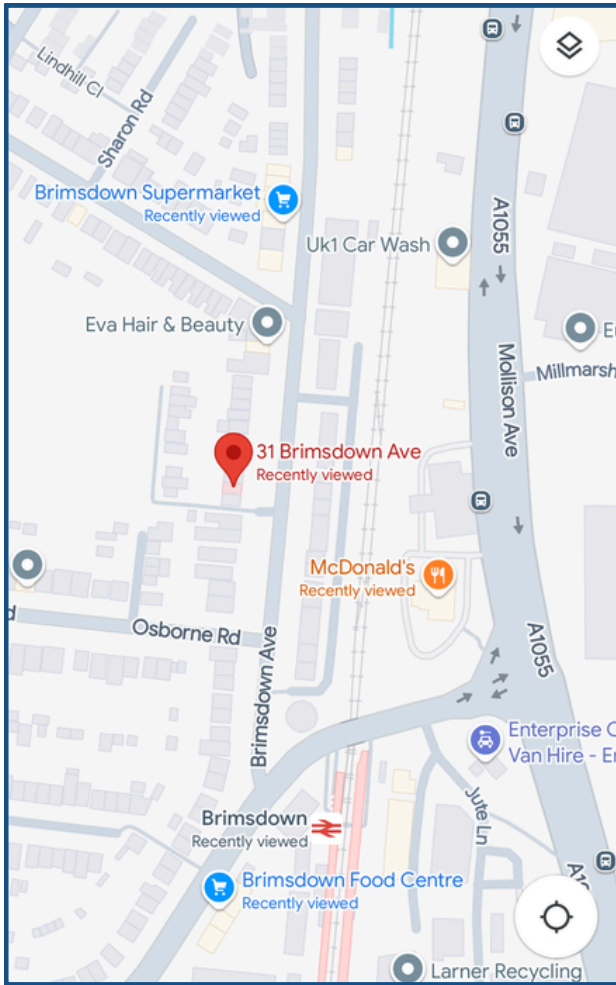 Lindhill Cl
Sharon Rd
Brimsdown Supermarket
Recently viewed
A1055
Uk1 Car Wash
Eva Hair & Beauty
Mollison Ave
Millmarsh
31 Brimsdown Ave
Recently viewed
McDonald's
Recently viewed
Osborne Rd
A1055
Brimsdown Ave
Enterprise
Van Hire
Brimsdown
Recently viewed
Jute Ln
Brimsdown Food Centre
Recently viewed
Larner Recycling